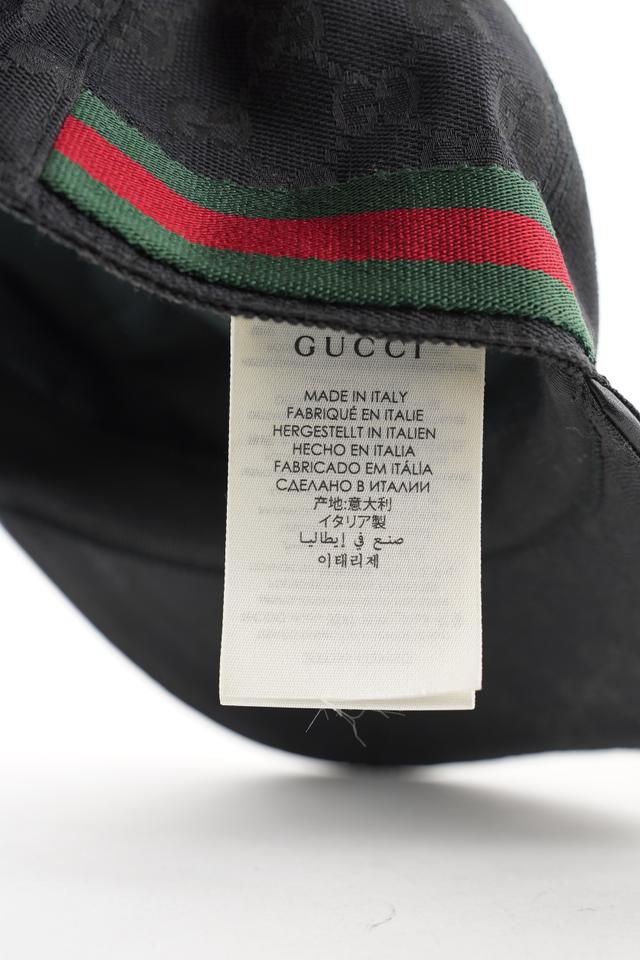 GUCCI
MADE IN ITALY
FABRIQUÉ EN ITALIE
HERGESTELLT IN ITALIEN
HECHO EN ITALIA
FABRICADO EM ITÁLIA
СДЕЛАНО В ИТАЛИИ
产地:意大利
イタリア製
صنع في إيطاليا
이태리제